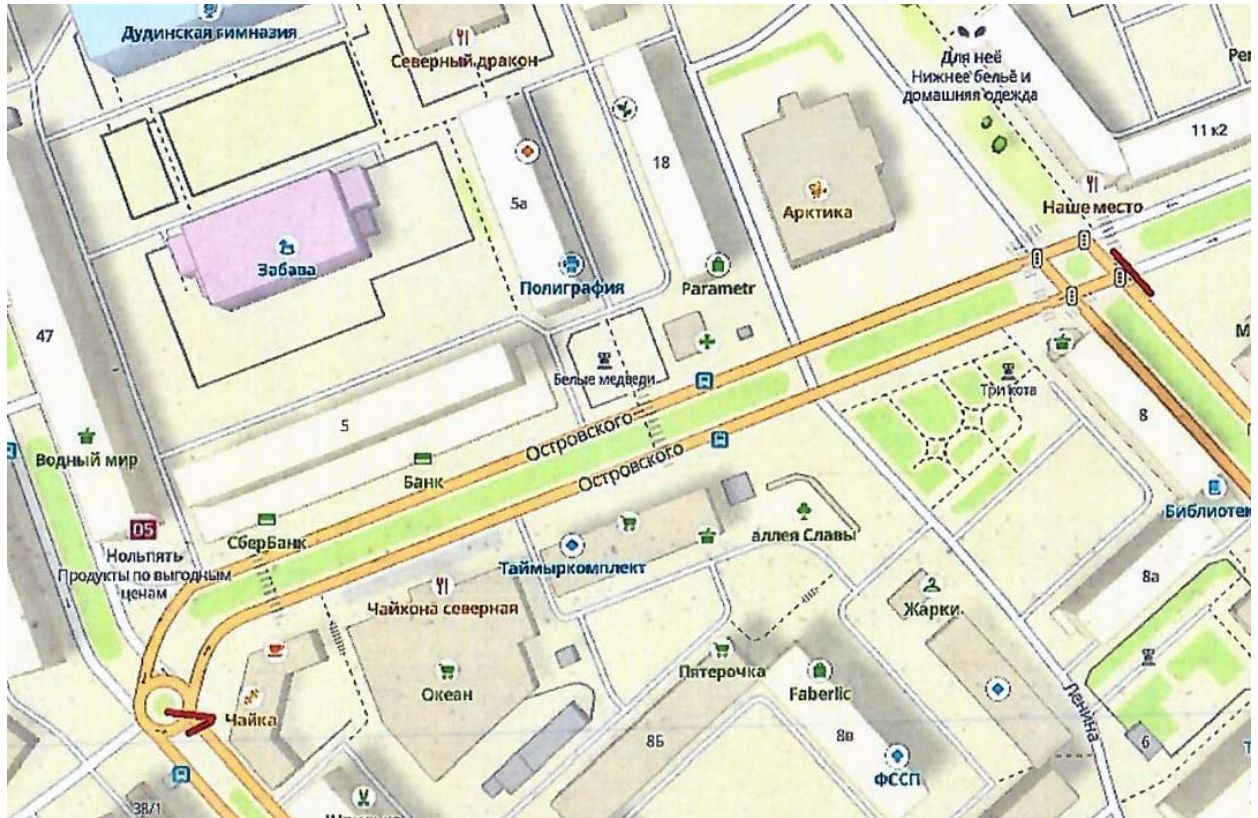 Дудинская гимназия
Северный дракон
Для неё
Нижнее бельё и
домашняя одежда
11 к2
18
5а
Арктика
Наше место
Забава
Полиграфия
Parametr
47
Белые медведи
Три кота
8
5
Островского
Островского
Водный мир
Банк
05
Нольпять
Продукты по выгодным
ценам
СберБанк
Таймыркомплект
аллея Славы
Библиотек
8а
Чайхона северная
Жарки
Океан
Пятерочка
Faberlic
Чайка
Ленина
8Б
8в
ФССП
6
38/1